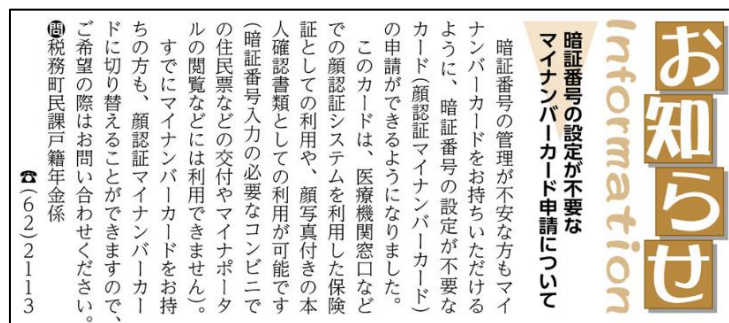 お知らせ
Information
暗証番号の設定が不要な
マイナンバーカード申請について
　暗証番号の管理が不安な方もマイ
ナンバーカードをお持ちいただける
ように、暗証番号の設定が不要な
カード(顔認証マイナンバーカード)
の申請ができるようになりました。
　このカードは、医療機関窓口など
での顔認証システムを利用した保険
証としての利用や、顔写真付きの本
人確認書類としての利用が可能です
(暗証番号入力の必要なコンビニで
の住民票などの交付やマイナポータ
ルの閲覧などには利用できません)。
　すでにマイナンバーカードをお持
ちの方も、顔認証マイナンバーカー
ドに切り替えることができますので、
ご希望の際はお問い合わせください。
問税務町民課戸籍年金係
☎(62)2113